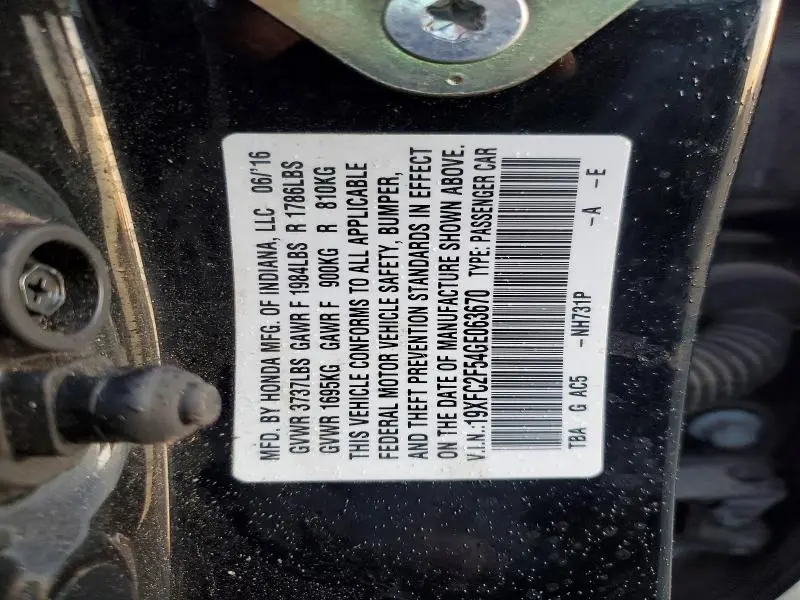 MFD. BY HONDA MFG. OF INDIANA, LLC 06/'16
GVWR 3737LBS GAWR F 1984LBS R 1786LBS
GVWR 1695KG GAWR F 900KG R 810KG
THIS VEHICLE CONFORMS TO ALL APPLICABLE
FEDERAL MOTOR VEHICLE SAFETY, BUMPER,
AND THEFT PREVENTION STANDARDS IN EFFECT
ON THE DATE OF MANUFACTURE SHOWN ABOVE.
V.I.N.:19XFC2F54GE063670 TYPE: PASSENGER CAR
TBA G AC5 -NH731P -A -E